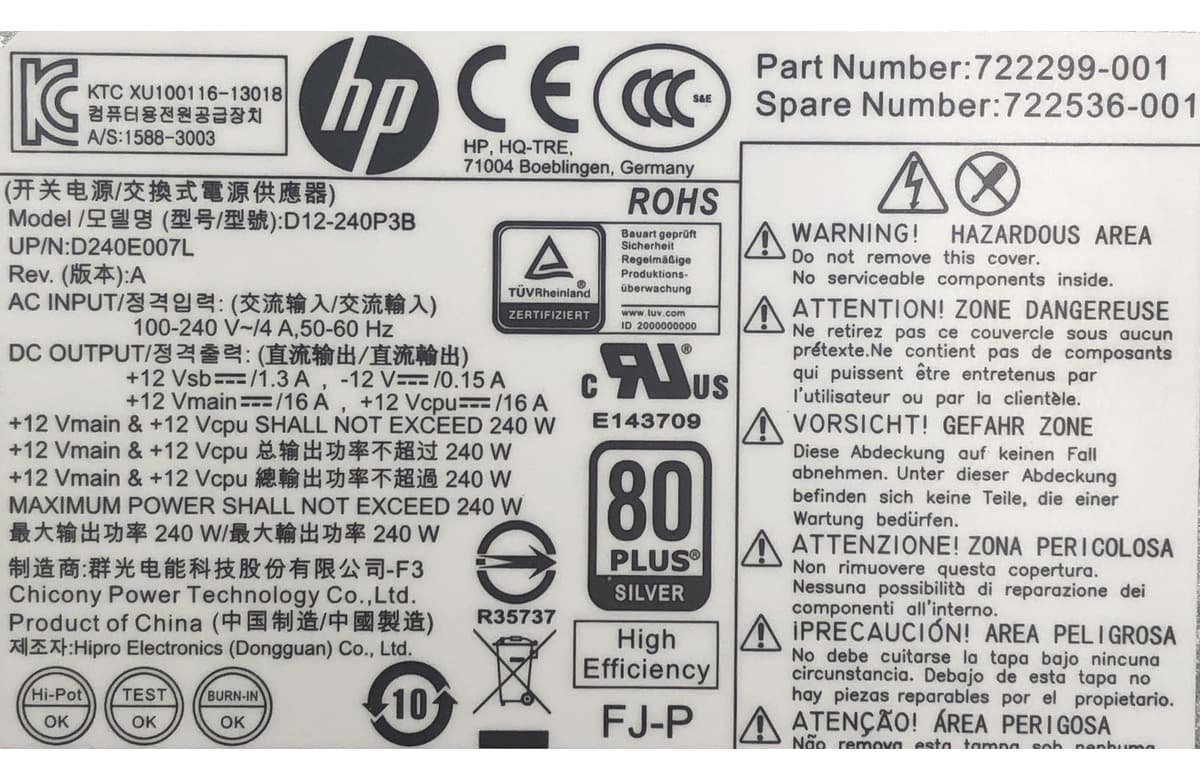 KTC XU100116-13018
컴퓨터용전원공급장치
A/S:1588-3003
hp
CE
HP, HQ-TRE,
71004 Boeblingen, Germany
CCC S&E
Part Number:722299-001
Spare Number:722536-001
(开关电源/交換式電源供應器)
Model /모델명 (型号/型號):D12-240P3B
UP/N:D240E007L
Rev. (版本):A
AC INPUT/정격입력: (交流输入/交流輸入)
100-240 V~/4 A,50-60 Hz
DC OUTPUT/정격출력: (直流输出/直流輸出)
+12 Vsb⎓/1.3 A , -12 V⎓/0.15 A
+12 Vmain⎓/16 A , +12 Vcpu⎓/16 A
+12 Vmain & +12 Vcpu SHALL NOT EXCEED 240 W
+12 Vmain & +12 Vcpu 总输出功率不超过 240 W
+12 Vmain & +12 Vcpu 總輸出功率不超過 240 W
MAXIMUM POWER SHALL NOT EXCEED 240 W
最大输出功率 240 W/最大輸出功率 240 W
制造商:群光电能科技股份有限公司-F3
Chicony Power Technology Co.,Ltd.
Product of China (中国制造/中國製造)
제조자:Hipro Electronics (Dongguan) Co., Ltd.
Hi-Pot
OK
TEST
OK
BURN-IN
OK
10
ROHS
TÜVRheinland®
ZERTIFIZIERT
Bauart geprüft
Sicherheit
Regelmäßige
Produktions-
überwachung
www.tuv.com
ID 2000000000
c RU® US
E143709
80
PLUS®
SILVER
R35737
High
Efficiency
FJ-P
WARNING! HAZARDOUS AREA
Do not remove this cover.
No serviceable components inside.
ATTENTION! ZONE DANGEREUSE
Ne retirez pas ce couvercle sous aucun
prétexte.Ne contient pas de composants
qui puissent être entretenus par
l'utilisateur ou par la clientèle.
VORSICHT! GEFAHR ZONE
Diese Abdeckung auf keinen Fall
abnehmen. Unter dieser Abdeckung
befinden sich keine Teile, die einer
Wartung bedürfen.
ATTENZIONE! ZONA PERICOLOSA
Non rimuovere questa copertura.
Nessuna possibilità di reparazione dei
componenti all'interno.
¡PRECAUCIÓN! AREA PELIGROSA
No debe cuitarse la tapa bajo nincuna
circunstancia. Debajo de esta tapa no
hay piezas reparables por el propietario.
ATENÇÃO! ÁREA PERIGOSA
Não remova esta tampa sob nenhuma